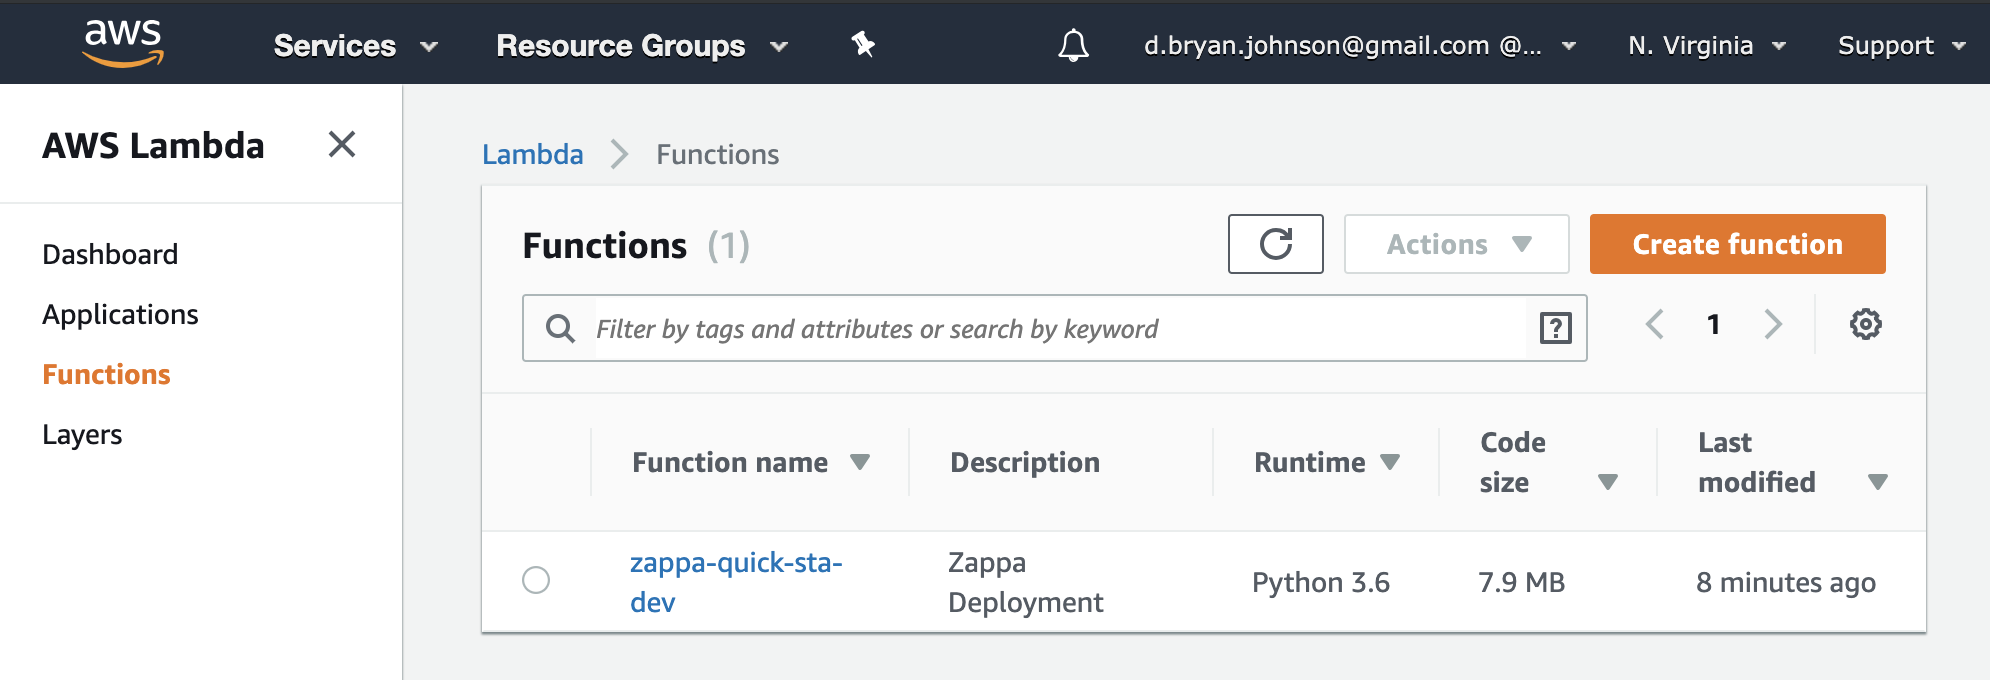 aws Services Resource Groups d.bryan.johnson@gmail.com @... N. Virginia Support
AWS Lambda
Dashboard
Applications
Functions
Layers
Lambda > Functions
Functions (1)
Actions
Create function
Filter by tags and attributes or search by keyword
?
1
Function name
Description
Runtime
Code
size
Last
modified
zappa-quick-sta-
dev
Zappa
Deployment
Python 3.6
7.9 MB
8 minutes ago